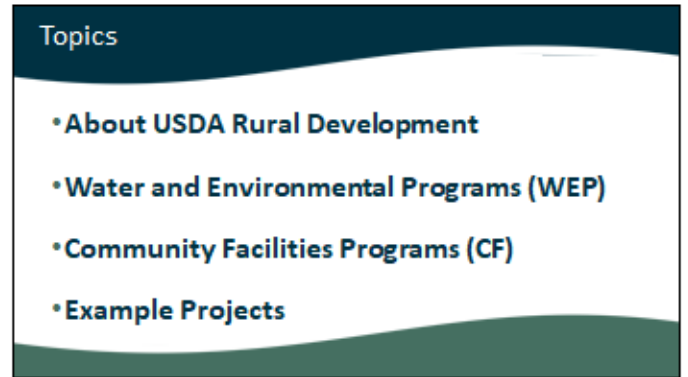 Topics
•About USDA Rural Development
•Water and Environmental Programs (WEP)
•Community Facilities Programs (CF)
•Example Projects